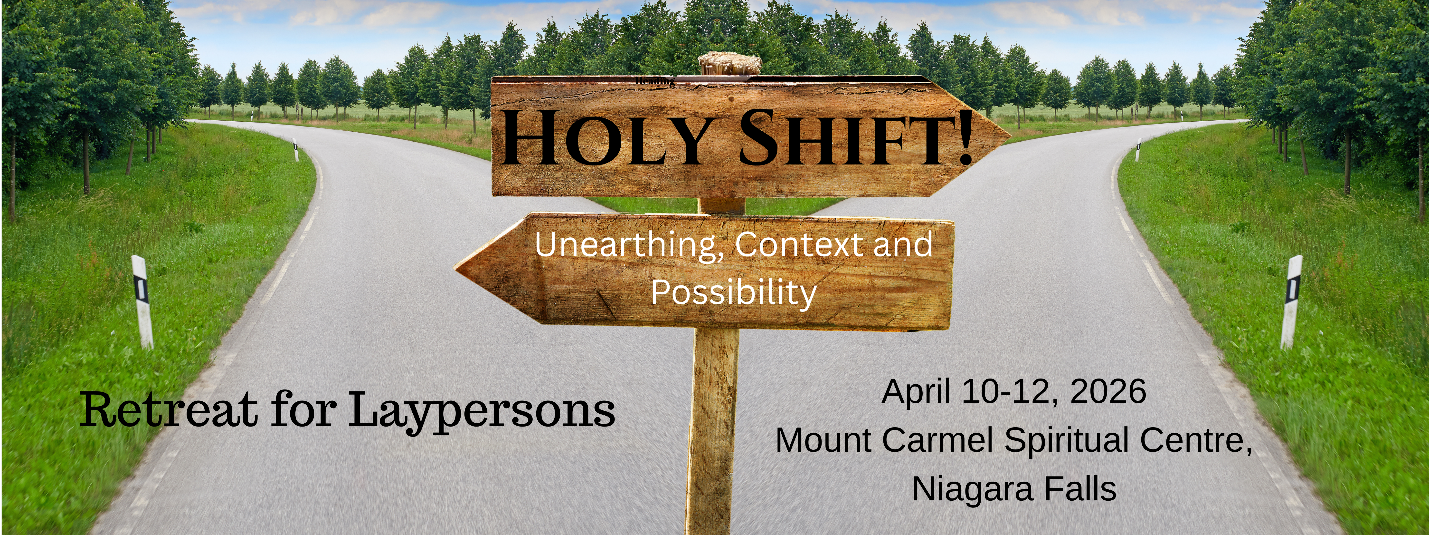 HOLY SHIFT!
Unearthing, Context and
Possibility
Retreat for Laypersons
April 10-12, 2026
Mount Carmel Spiritual Centre,
Niagara Falls